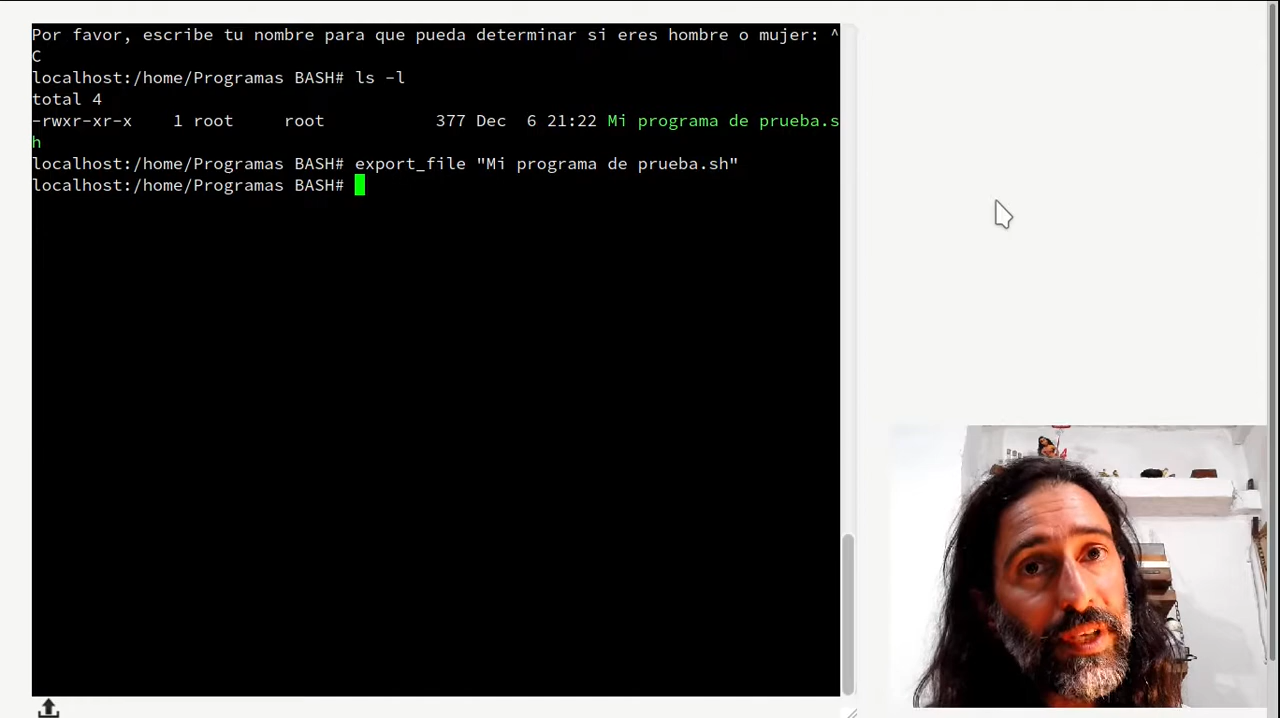 Por favor, escribe tu nombre para que pueda determinar si eres hombre o mujer: ^
C
localhost:/home/Programas BASH# ls -l
total 4
-rwxr-xr-x    1 root     root           377 Dec  6 21:22 Mi programa de prueba.s
h
localhost:/home/Programas BASH# export_file "Mi programa de prueba.sh"
localhost:/home/Programas BASH#